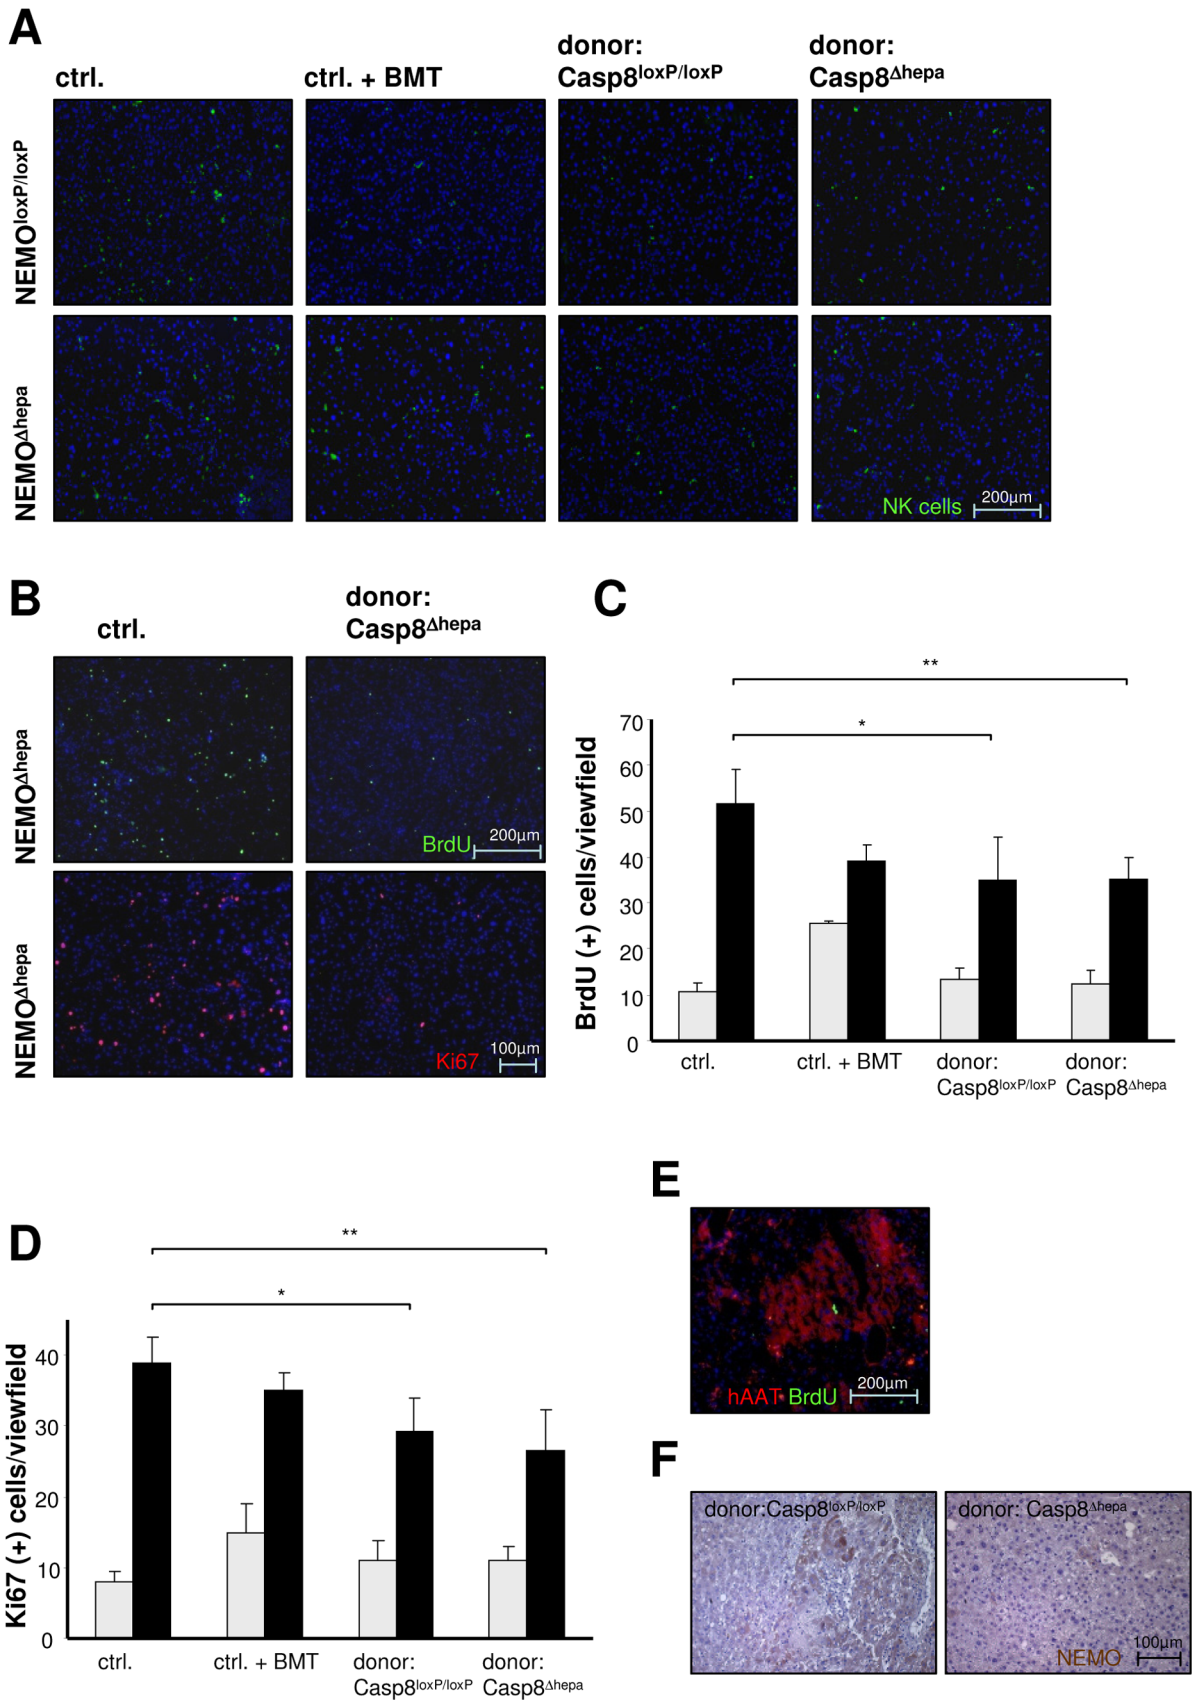 A
ctrl.
ctrl. + BMT
donor:
Casp8loxP/loxP
donor:
Casp8Δhepa
NEMOloxP/loxP
NEMOΔhepa
NK cells
200µm
B
ctrl.
donor:
Casp8Δhepa
NEMOΔhepa
BrdU
200µm
NEMOΔhepa
Ki67
100µm
C
**
*
BrdU (+) cells/viewfield
70
60
50
40
30
20
10
0
ctrl.
ctrl. + BMT
donor:
Casp8loxP/loxP
donor:
Casp8Δhepa
D
**
*
Ki67 (+) cells/viewfield
40
30
20
10
0
ctrl.
ctrl. + BMT
donor:
Casp8loxP/loxP
donor:
Casp8Δhepa
E
hAAT BrdU
200µm
F
donor:Casp8loxP/loxP
donor: Casp8Δhepa
NEMO
100µm